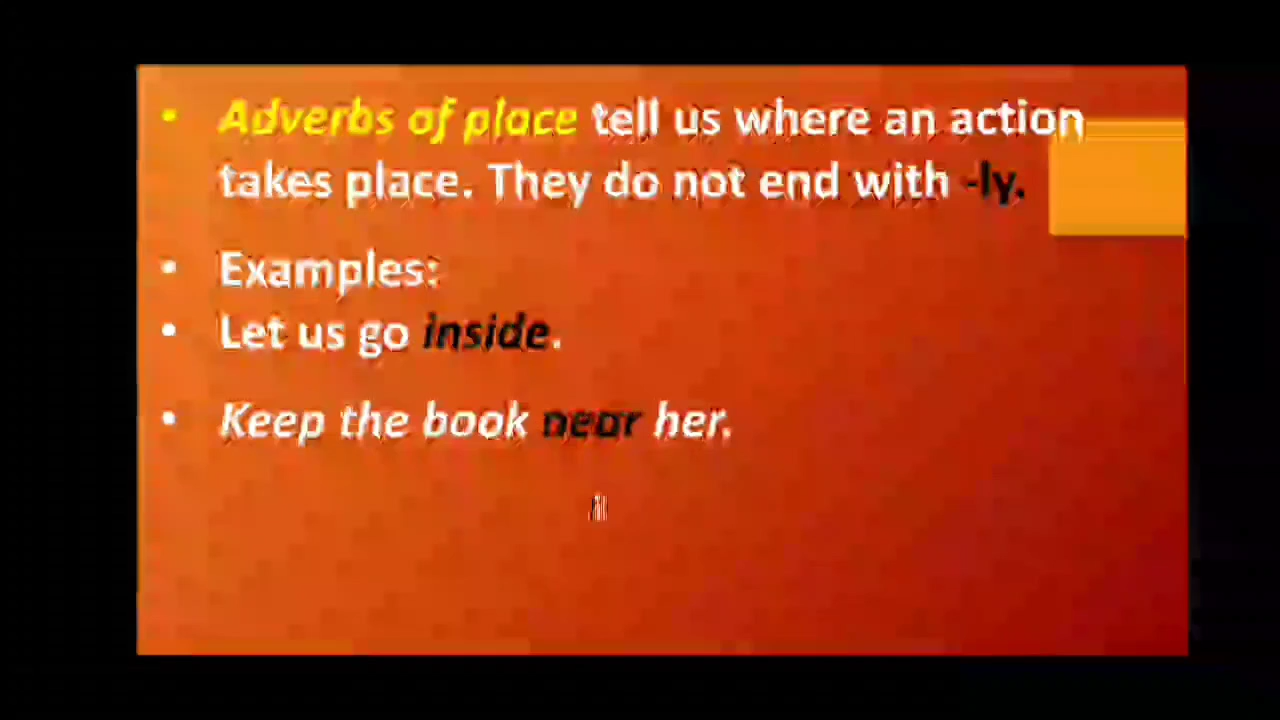 Adverbs of place tell us where an action
takes place. They do not end with -ly.
Examples:
Let us go inside.
Keep the book near her.